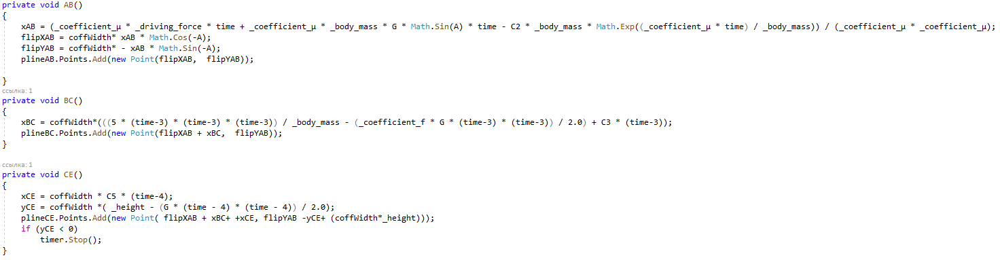 private void AB()
{
xAB = (_coefficient_μ * _driving_force * time + _coefficient_μ * _body_mass * G * Math.Sin(A) * time - C2 * _body_mass * Math.Exp((_coefficient_μ * time) / _body_mass)) / (_coefficient_μ * _coefficient_μ);
flipXAB = coffWidth* xAB * Math.Cos(-A);
flipYAB = coffWidth* - xAB * Math.Sin(-A);
plineAB.Points.Add(new Point(flipXAB,  flipYAB));
}
ссылка: 1
private void BC()
{
xBC = coffWidth*(((5 * (time-3) * (time-3) * (time-3)) / _body_mass - (_coefficient_f * G * (time-3) * (time-3)) / 2.0) + C3 * (time-3));
plineBC.Points.Add(new Point(flipXAB + xBC,  flipYAB));
}
ссылка: 1
private void CE()
{
xCE = coffWidth * C5 * (time-4);
yCE = coffWidth *( _height - (G * (time - 4) * (time - 4)) / 2.0);
plineCE.Points.Add(new Point( flipXAB + xBC+ +xCE, flipYAB -yCE+ (coffWidth*_height)));
if (yCE < 0)
timer.Stop();
}